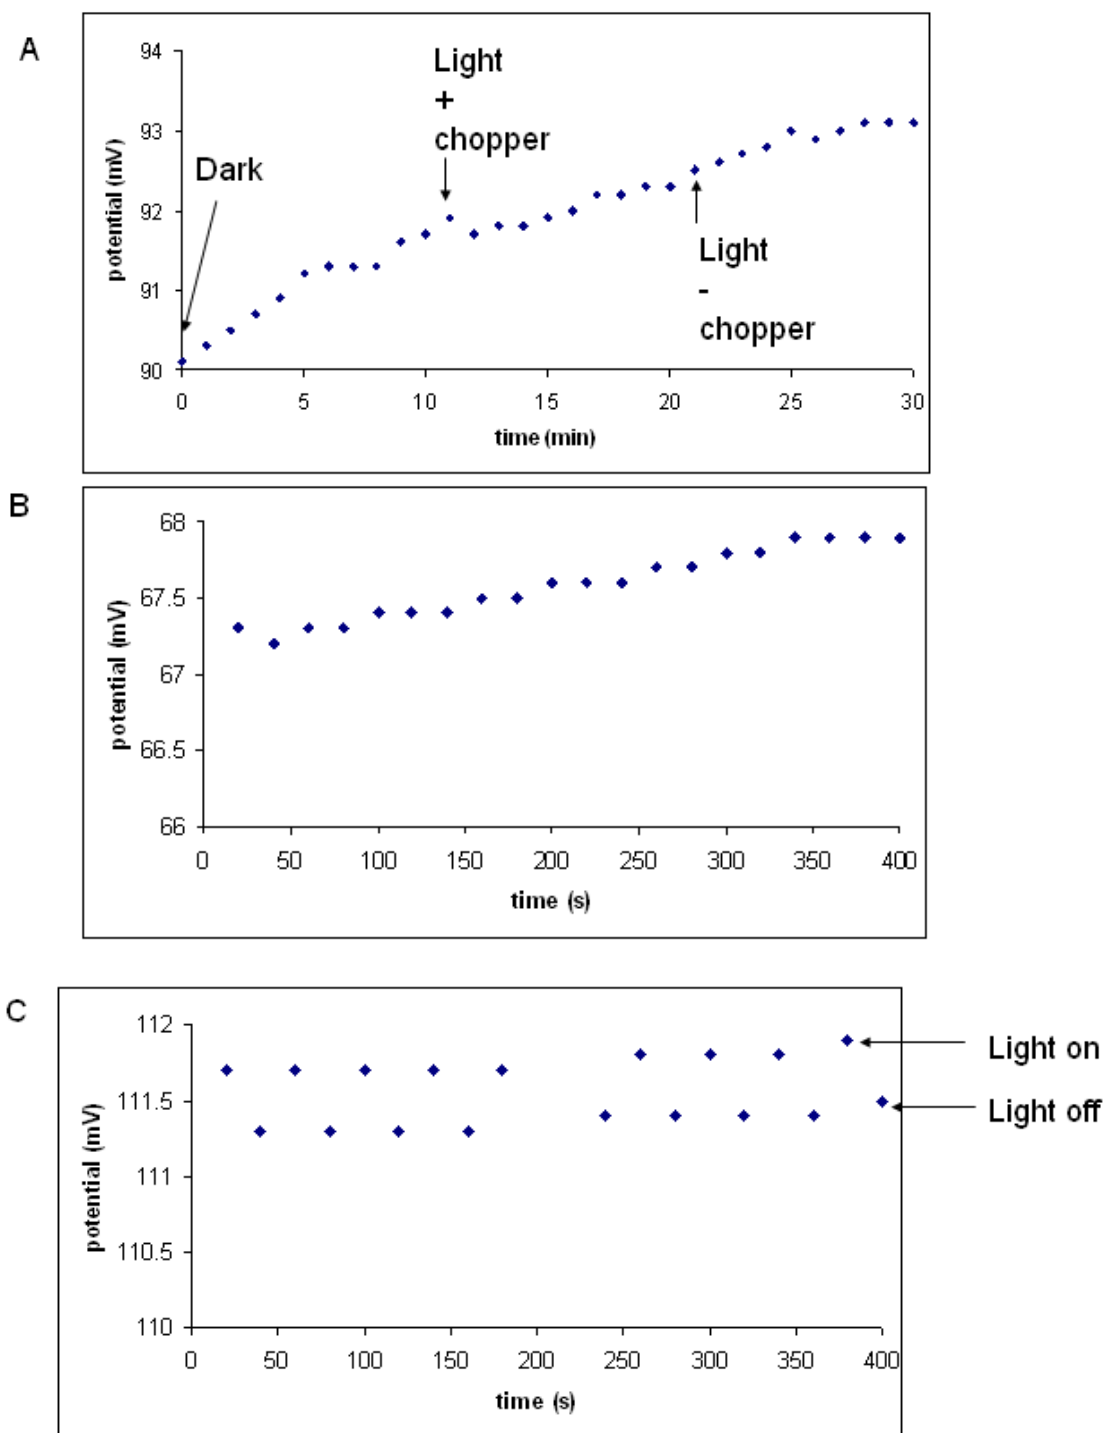 A
94
93
92
91
90
potential (mV)
Dark
Light
+
chopper
Light
-
chopper
0 5 10 15 20 25 30
time (min)
B
68
67.5
67
66.5
66
potential (mV)
0 50 100 150 200 250 300 350 400
time (s)
C
112
111.5
111
110.5
110
potential (mV)
Light on
Light off
0 50 100 150 200 250 300 350 400
time (s)